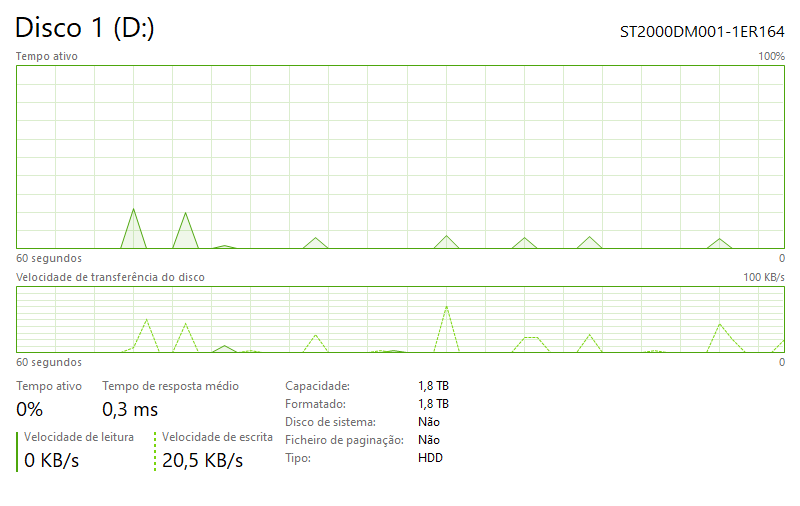 Disco 1 (D:)
ST2000DM001-1ER164
Tempo ativo
100%
60 segundos
0
Velocidade de transferência do disco
100 KB/s
60 segundos
0
Tempo ativo
0%
Tempo de resposta médio
0,3 ms
Velocidade de leitura
0 KB/s
Velocidade de escrita
20,5 KB/s
Capacidade: 1,8 TB
Formatado: 1,8 TB
Disco de sistema: Não
Ficheiro de paginação: Não
Tipo: HDD